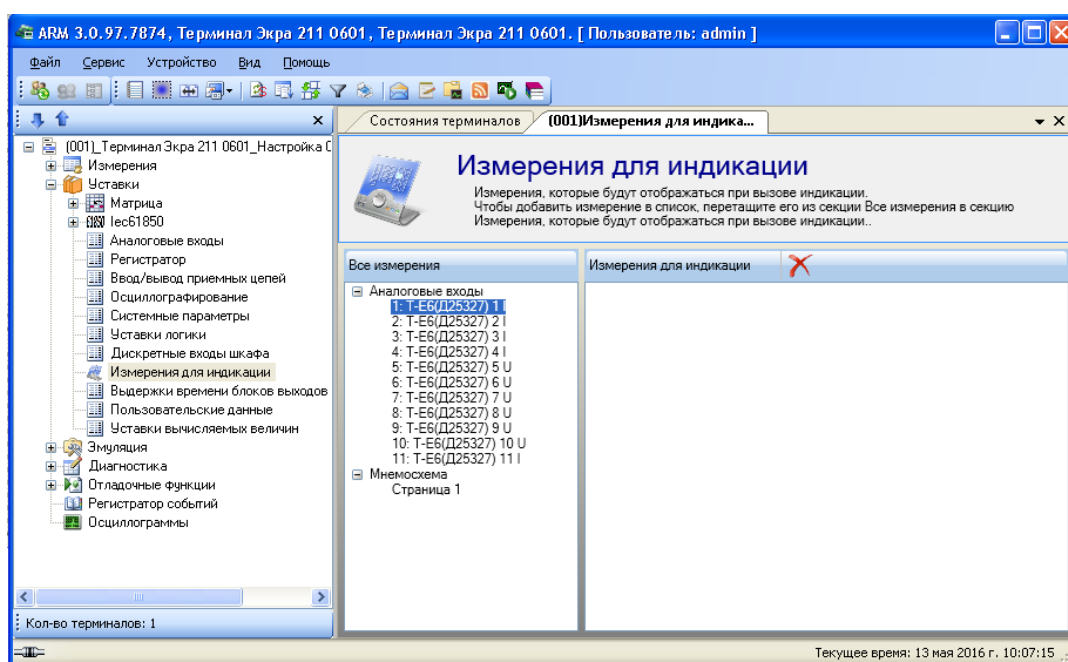 ARM 3.0.97.7874, Терминал Экра 211 0601, Терминал Экра 211 0601. [ Пользователь: admin ]
Файл Сервис Устройство Вид Помощь
Состояния терминалов (001)Измерения для индика...
(001)_Терминал Экра 211 0601_Настройка
Измерения
Уставки
Матрица
Iec61850
Аналоговые входы
Регистратор
Ввод/вывод приемных цепей
Осциллографирование
Системные параметры
Уставки логики
Дискретные входы шкафа
Измерения для индикации
Выдержки времени блоков выходов
Пользовательские данные
Уставки вычисляемых величин
Эмуляция
Диагностика
Отладочные функции
Регистратор событий
Осциллограммы
Кол-во терминалов: 1
Измерения для индикации
Измерения, которые будут отображаться при вызове индикации.
Чтобы добавить измерение в список, перетащите его из секции Все измерения в секцию
Измерения, которые будут отображаться при вызове индикации..
Все измерения
Аналоговые входы
1: Т-Е6(Д25327) 1 I
2: Т-Е6(Д25327) 2 I
3: Т-Е6(Д25327) 3 I
4: Т-Е6(Д25327) 4 I
5: Т-Е6(Д25327) 5 U
6: Т-Е6(Д25327) 6 U
7: Т-Е6(Д25327) 7 U
8: Т-Е6(Д25327) 8 U
9: Т-Е6(Д25327) 9 U
10: Т-Е6(Д25327) 10 U
11: Т-Е6(Д25327) 11 I
Мнемосхема
Страница 1
Измерения для индикации
Текущее время: 13 мая 2016 г. 10:07:15